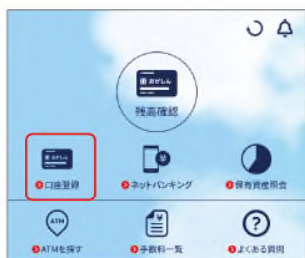 おがしん
残高確認
おがしん
口座登録
ネットバンキング
保有資産照会
ATM
ATMを探す
手数料一覧
よくある質問